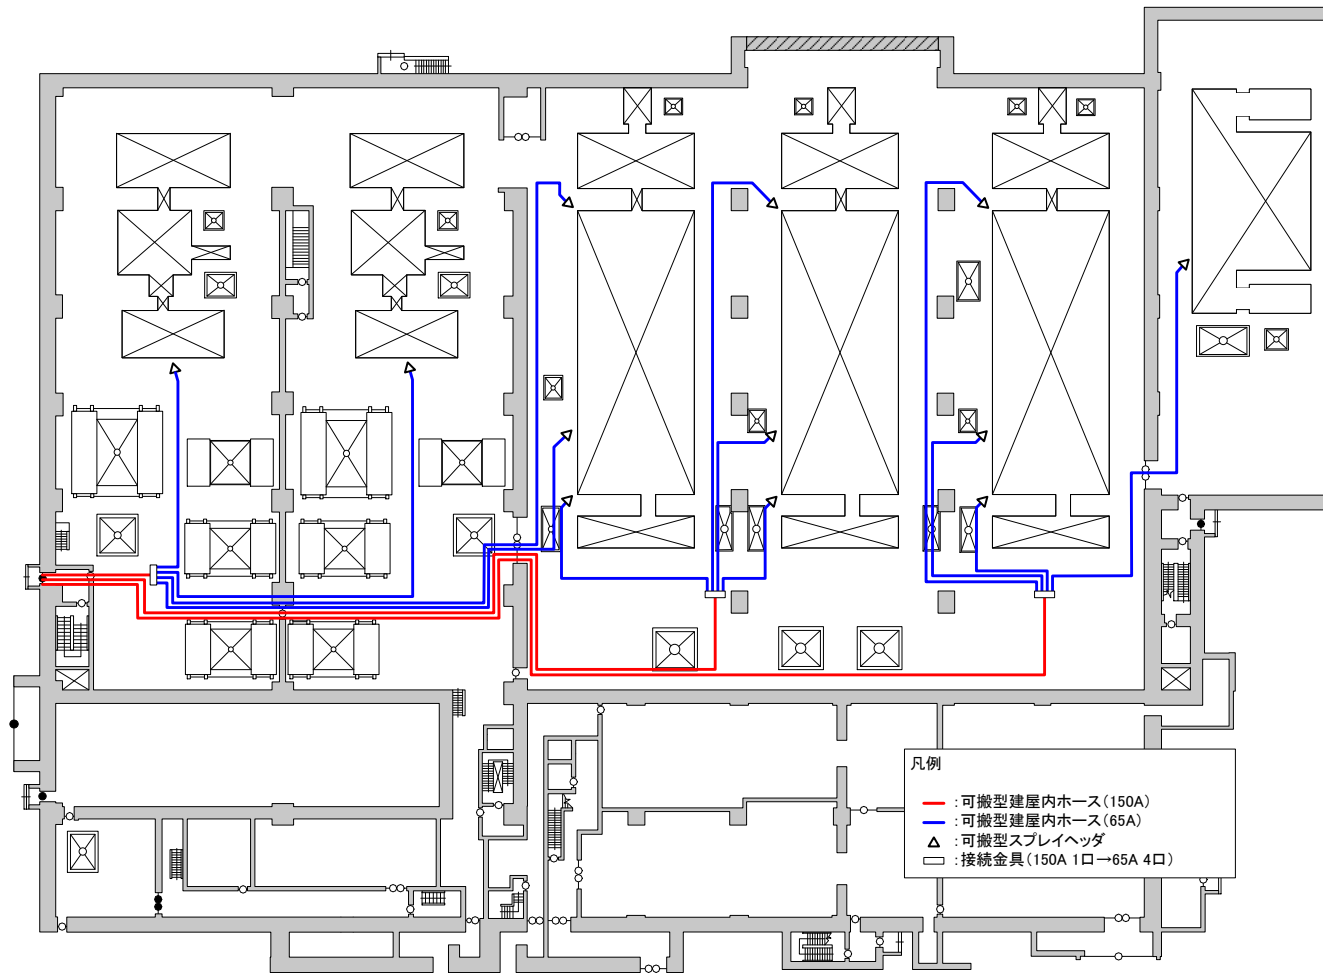 凡例
:可搬型建屋内ホース(150A)
:可搬型建屋内ホース(65A)
:可搬型スプレイヘッダ
:接続金具(150A 1口→65A 4口)